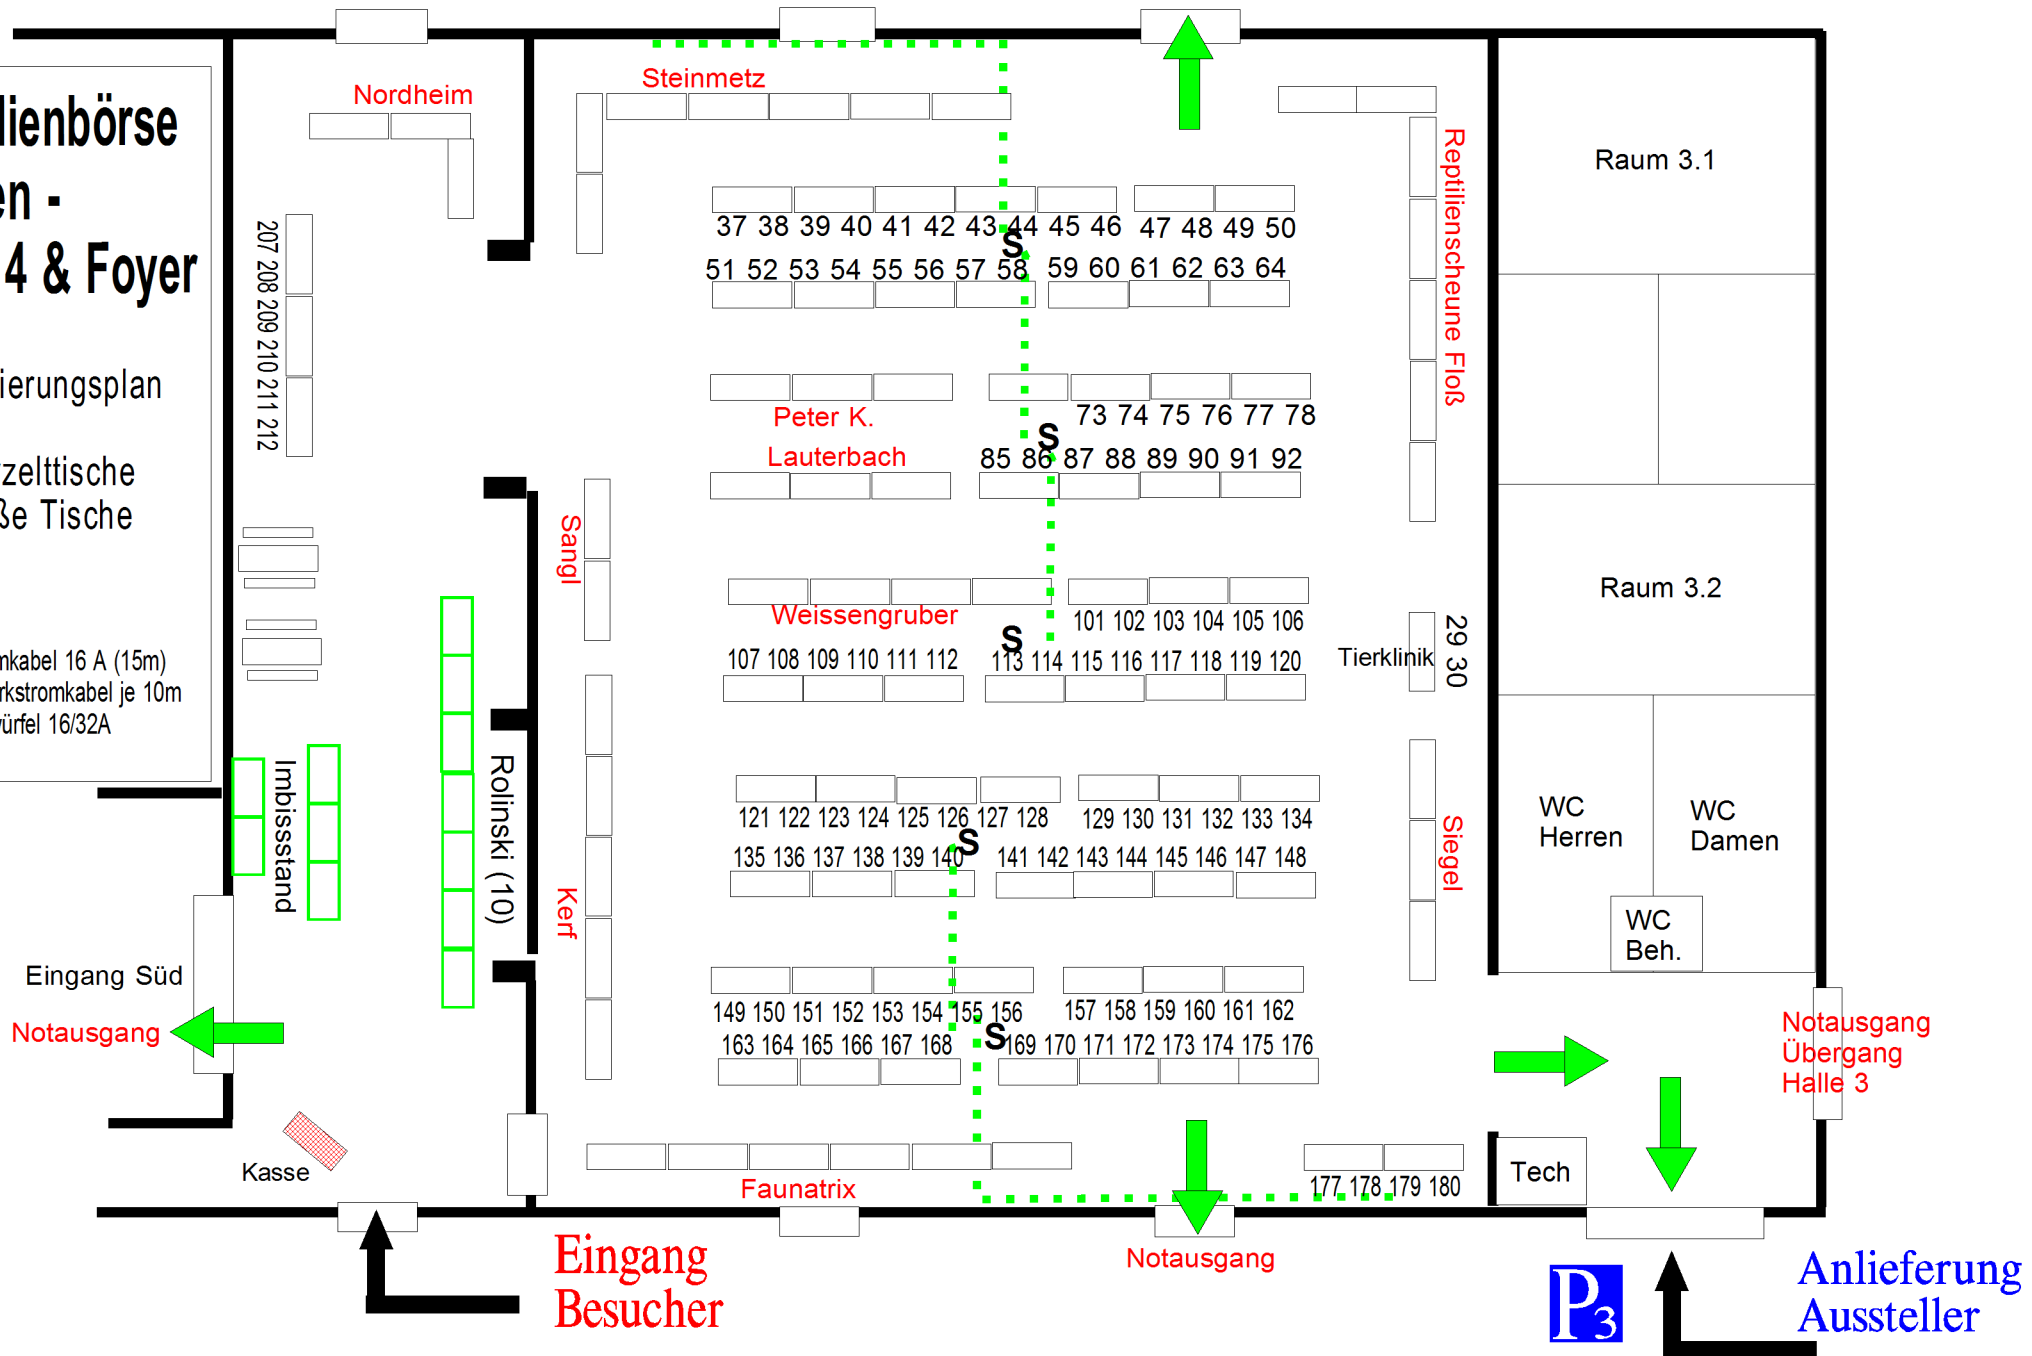 lienbörse
en -
4 & Foyer
ierungsplan
zelttische
ße Tische
mkabel 16 A (15m)
rkstromkabel je 10m
würfel 16/32A
Nordheim
207 208 209 210 211 212
Imbissstand
Rolinski (10)
Eingang Süd
Notausgang
Kasse
Steinmetz
37 38 39 40 41 42 43 44 45 46 47 48 49 50
S
51 52 53 54 55 56 57 58 59 60 61 62 63 64
Peter K.
73 74 75 76 77 78
S
Lauterbach
85 86 87 88 89 90 91 92
Sangl
Weissengruber
101 102 103 104 105 106
S
107 108 109 110 111 112 113 114 115 116 117 118 119 120
121 122 123 124 125 126 127 128 129 130 131 132 133 134
S
135 136 137 138 139 140 141 142 143 144 145 146 147 148
Kerf
149 150 151 152 153 154 155 156 157 158 159 160 161 162
S
163 164 165 166 167 168 169 170 171 172 173 174 175 176
Faunatrix
177 178 179 180
Reptilienscheune Floß
Tierklinik
29 30
Siegel
Raum 3.1
Raum 3.2
WC
Herren
WC
Damen
WC
Beh.
Notausgang
Übergang
Halle 3
Tech
Eingang
Besucher
Notausgang
P3
Anlieferung
Aussteller